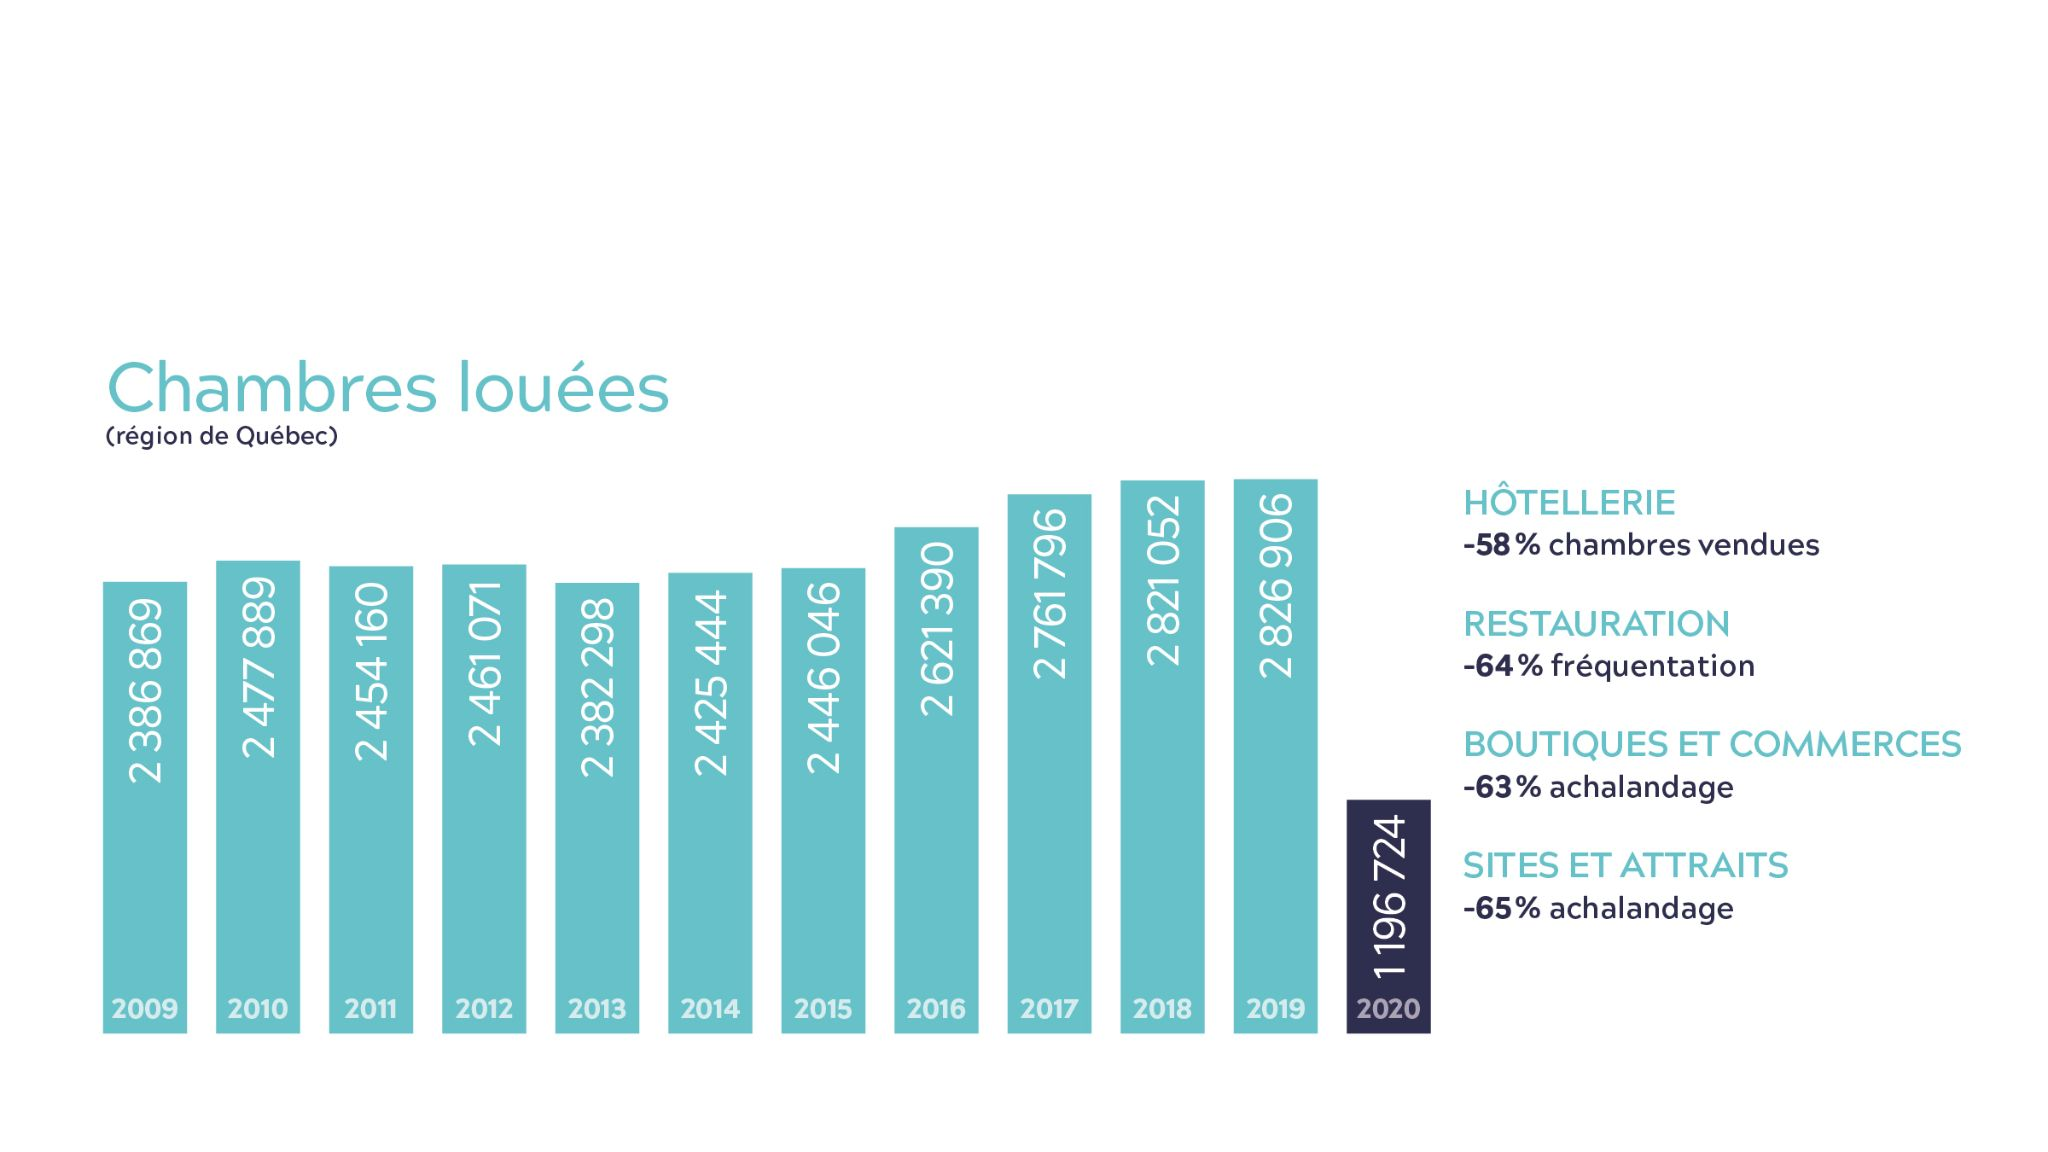 Chambres louées
(région de Québec)
2 386 869
2 477 889
2 454 160
2 461 071
2 382 298
2 425 444
2 446 046
2 621 390
2 761 796
2 821 052
2 826 906
1 196 724
2009
2010
2011
2012
2013
2014
2015
2016
2017
2018
2019
2020
HÔTELLERIE
-58 % chambres vendues
RESTAURATION
-64 % fréquentation
BOUTIQUES ET COMMERCES
-63 % achalandage
SITES ET ATTRAITS
-65 % achalandage